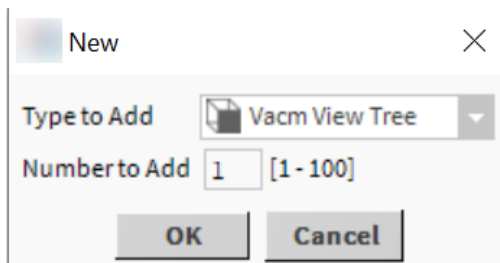 New
Type to Add Vacm View Tree
Number to Add 1 [1 - 100]
OK Cancel